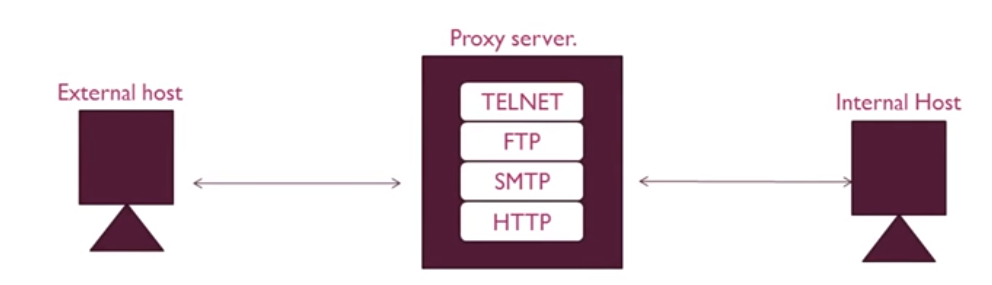 Proxy server.
External host
Internal Host
TELNET
FTP
SMTP
HTTP